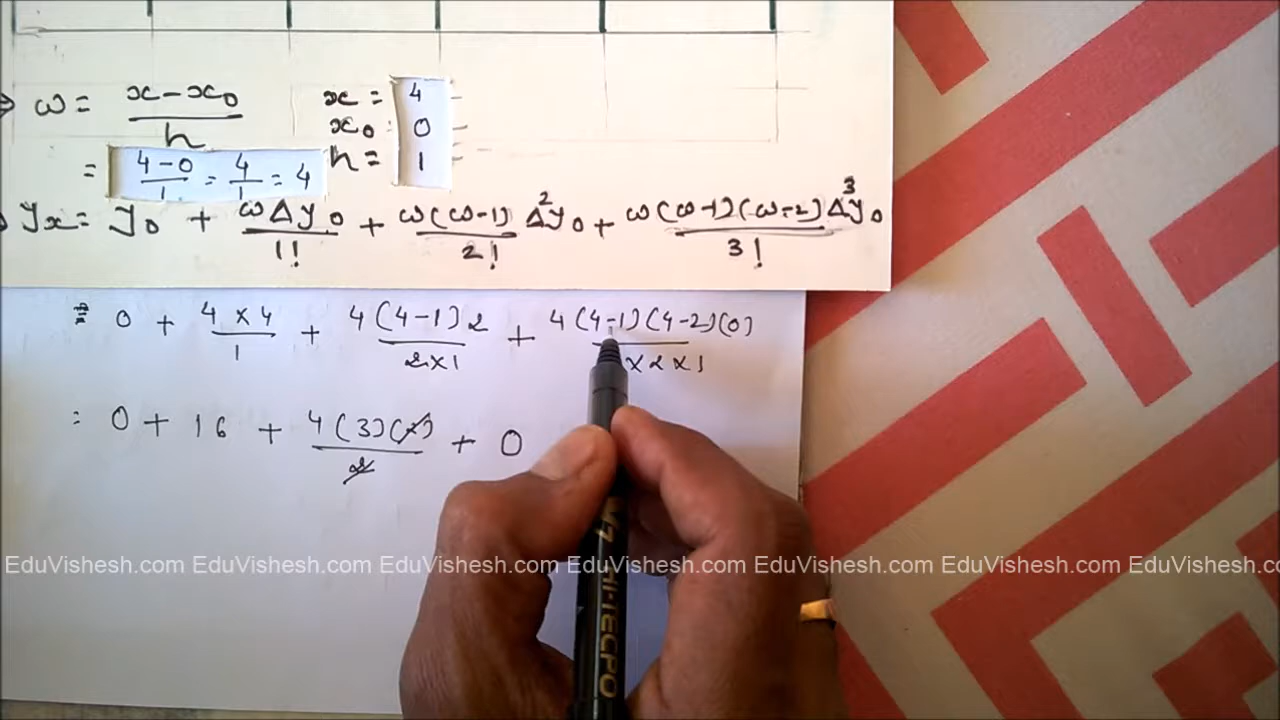 ω = x - x₀ / h   x = 4
x₀ = 0
= 4 - 0 / 1 = 4 / 1 = 4   h = 1
yx = y₀ + ωΔy₀ / 1! + ω(ω-1) / 2! Δ²y₀ + ω(ω-1)(ω-2)Δ³y₀ / 3!
= 0 + 4 × 4 / 1 + 4(4-1)2 / 2×1 + 4(4-1)(4-2)(0) / ×2×1
= 0 + 16 + 4(3)(2) / 2 + 0
V7 HI-TECPO
EduVishesh.com EduVishesh.com EduVishesh.com EduVishesh.com EduVishesh.com EduVishesh.com EduVishesh.c